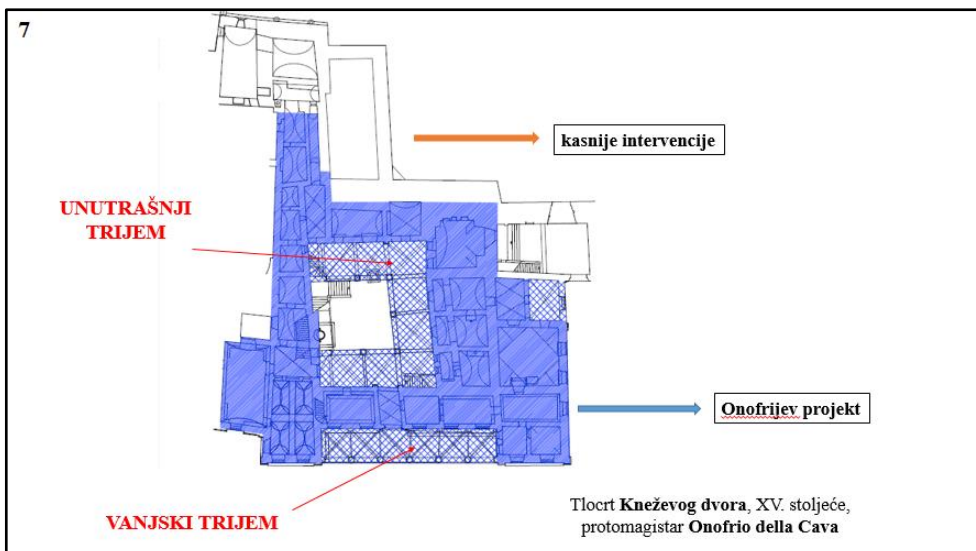 7
kasnije intervencije
UNUTRAŠNJI
TRIJEM
Onofrijev projekt
VANJSKI TRIJEM
Tlocrt Kneževog dvora, XV. stoljeće,
protomagistar Onofrio della Cava